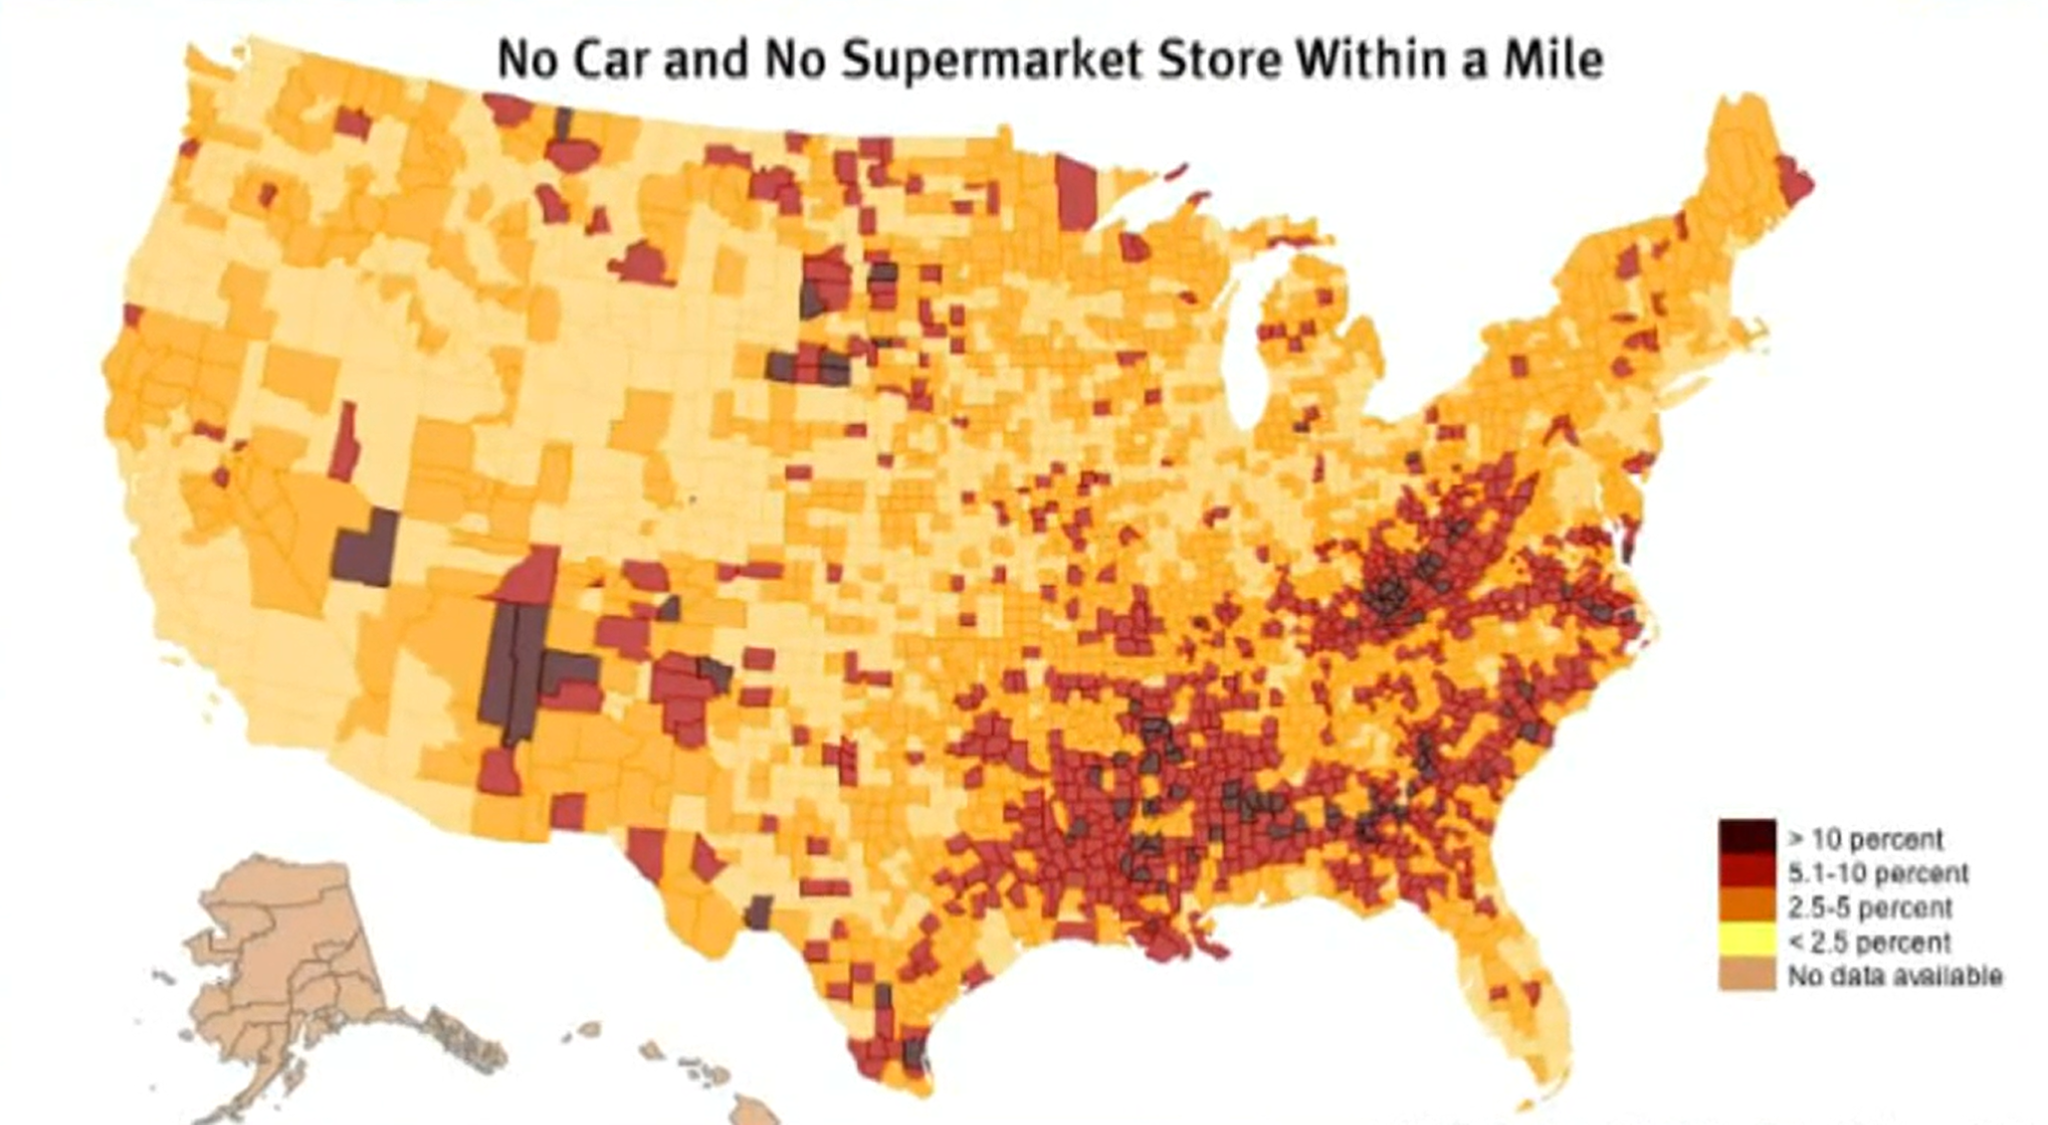 No Car and No Supermarket Store Within a Mile
> 10 percent
5.1-10 percent
2.5-5 percent
< 2.5 percent
No data available